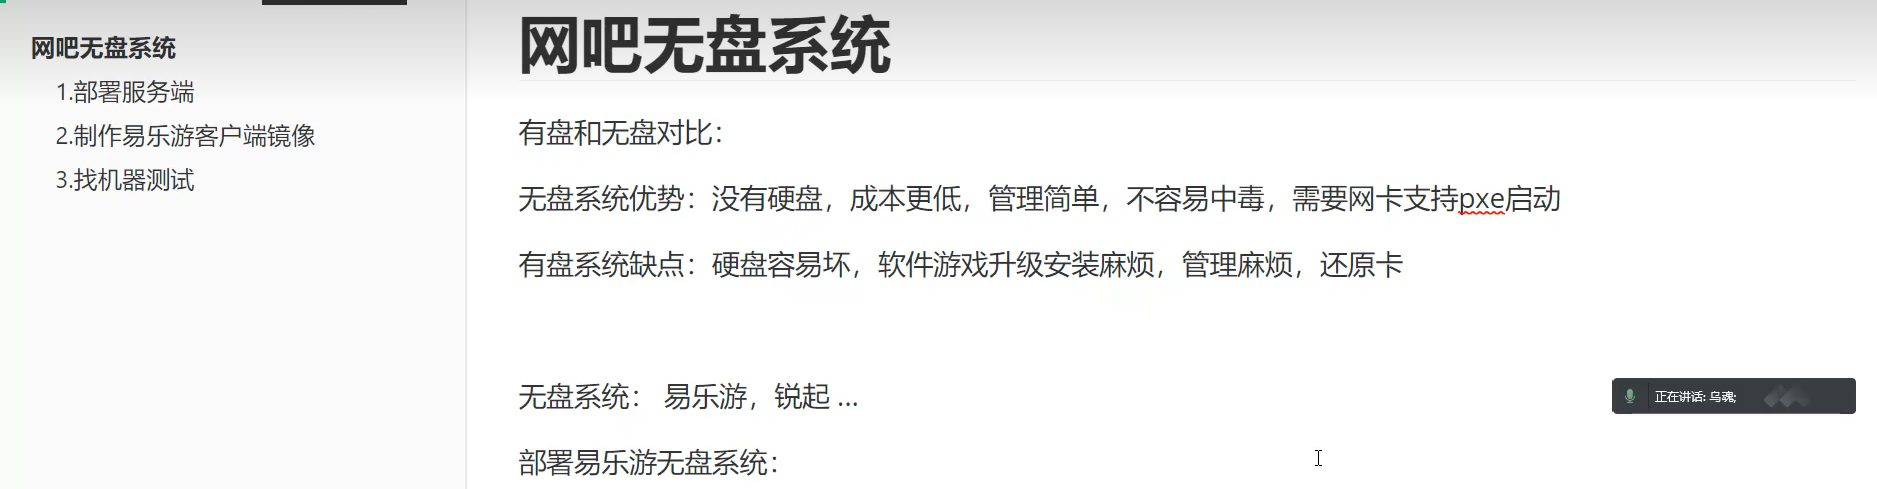 网吧无盘系统
1.部署服务端
2.制作易乐游客户端镜像
3.找机器测试
网吧无盘系统
有盘和无盘对比：
无盘系统优势：没有硬盘，成本更低，管理简单，不容易中毒，需要网卡支持pxe启动
有盘系统缺点：硬盘容易坏，软件游戏升级安装麻烦，管理麻烦，还原卡
无盘系统： 易乐游，锐起 ...
正在讲话: 乌魂;
部署易乐游无盘系统：